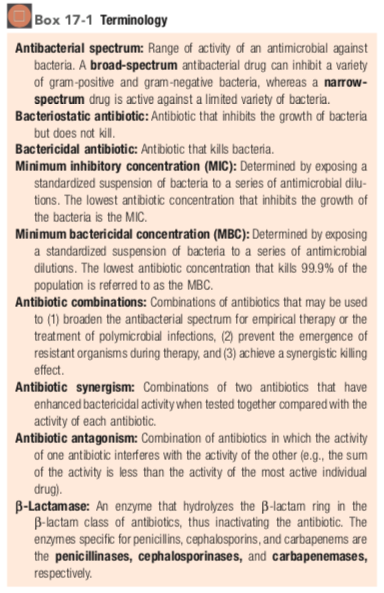 Box 17-1 Terminology
Antibacterial spectrum: Range of activity of an antimicrobial against
bacteria. A broad-spectrum antibacterial drug can inhibit a variety
of gram-positive and gram-negative bacteria, whereas a narrow-
spectrum drug is active against a limited variety of bacteria.
Bacteriostatic antibiotic: Antibiotic that inhibits the growth of bacteria
but does not kill.
Bactericidal antibiotic: Antibiotic that kills bacteria.
Minimum inhibitory concentration (MIC): Determined by exposing a
standardized suspension of bacteria to a series of antimicrobial dilu-
tions. The lowest antibiotic concentration that inhibits the growth of
the bacteria is the MIC.
Minimum bactericidal concentration (MBC): Determined by exposing
a standardized suspension of bacteria to a series of antimicrobial
dilutions. The lowest antibiotic concentration that kills 99.9% of the
population is referred to as the MBC.
Antibiotic combinations: Combinations of antibiotics that may be used
to (1) broaden the antibacterial spectrum for empirical therapy or the
treatment of polymicrobial infections, (2) prevent the emergence of
resistant organisms during therapy, and (3) achieve a synergistic killing
effect.
Antibiotic synergism: Combinations of two antibiotics that have
enhanced bactericidal activity when tested together compared with the
activity of each antibiotic.
Antibiotic antagonism: Combination of antibiotics in which the activity
of one antibiotic interferes with the activity of the other (e.g., the sum
of the activity is less than the activity of the most active individual
drug).
β-Lactamase: An enzyme that hydrolyzes the β-lactam ring in the
β-lactam class of antibiotics, thus inactivating the antibiotic. The
enzymes specific for penicillins, cephalosporins, and carbapenems are
the penicillinases, cephalosporinases, and carbapenemases,
respectively.